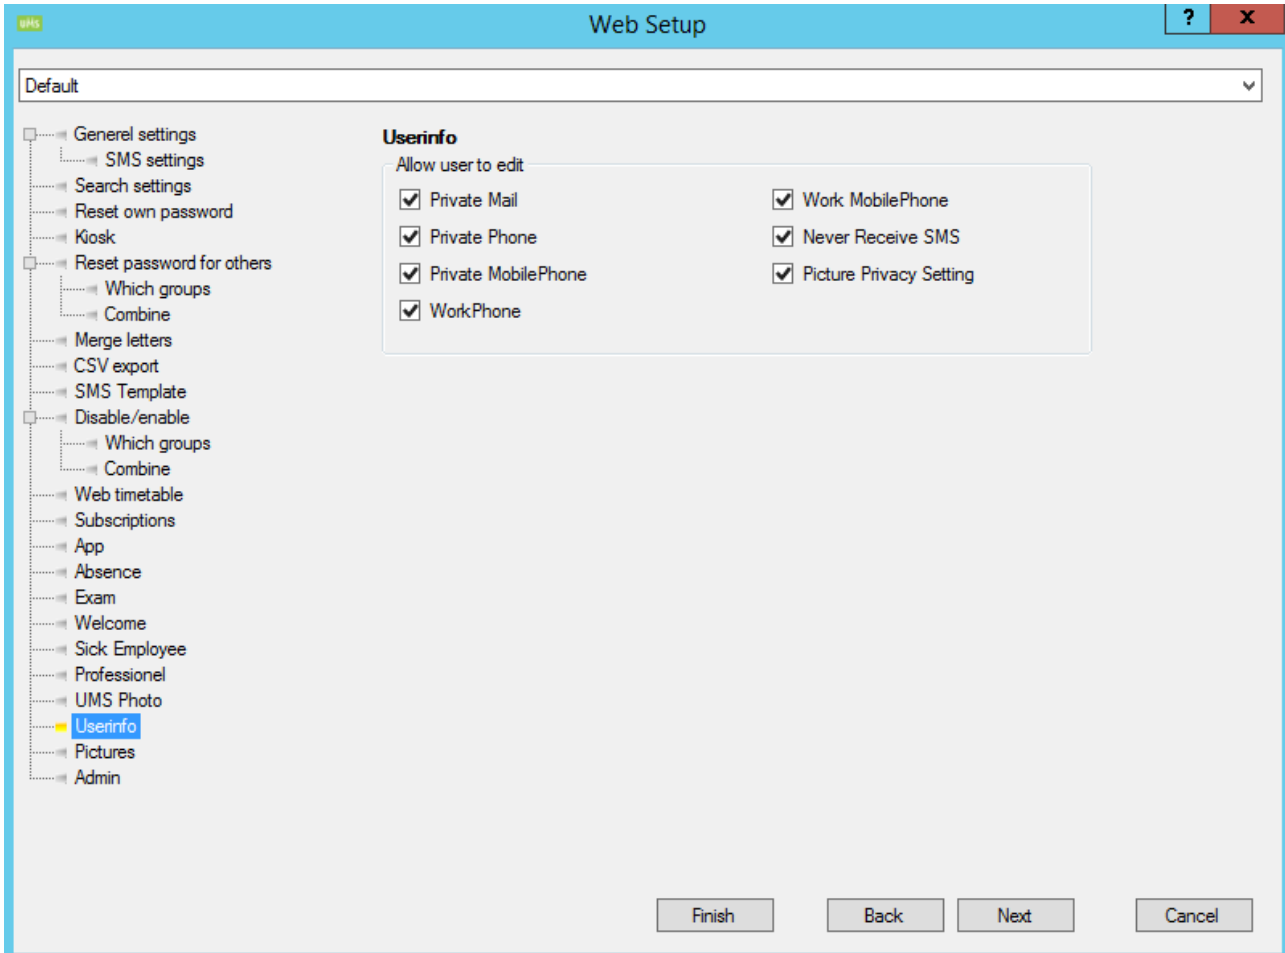 UMS
Web Setup
?
x
Default
Generel settings
SMS settings
Search settings
Reset own password
Kiosk
Reset password for others
Which groups
Combine
Merge letters
CSV export
SMS Template
Disable/enable
Which groups
Combine
Web timetable
Subscriptions
App
Absence
Exam
Welcome
Sick Employee
Professionel
UMS Photo
Userinfo
Pictures
Admin
Userinfo
Allow user to edit
Private Mail
Private Phone
Private MobilePhone
WorkPhone
Work MobilePhone
Never Receive SMS
Picture Privacy Setting
Finish
Back
Next
Cancel